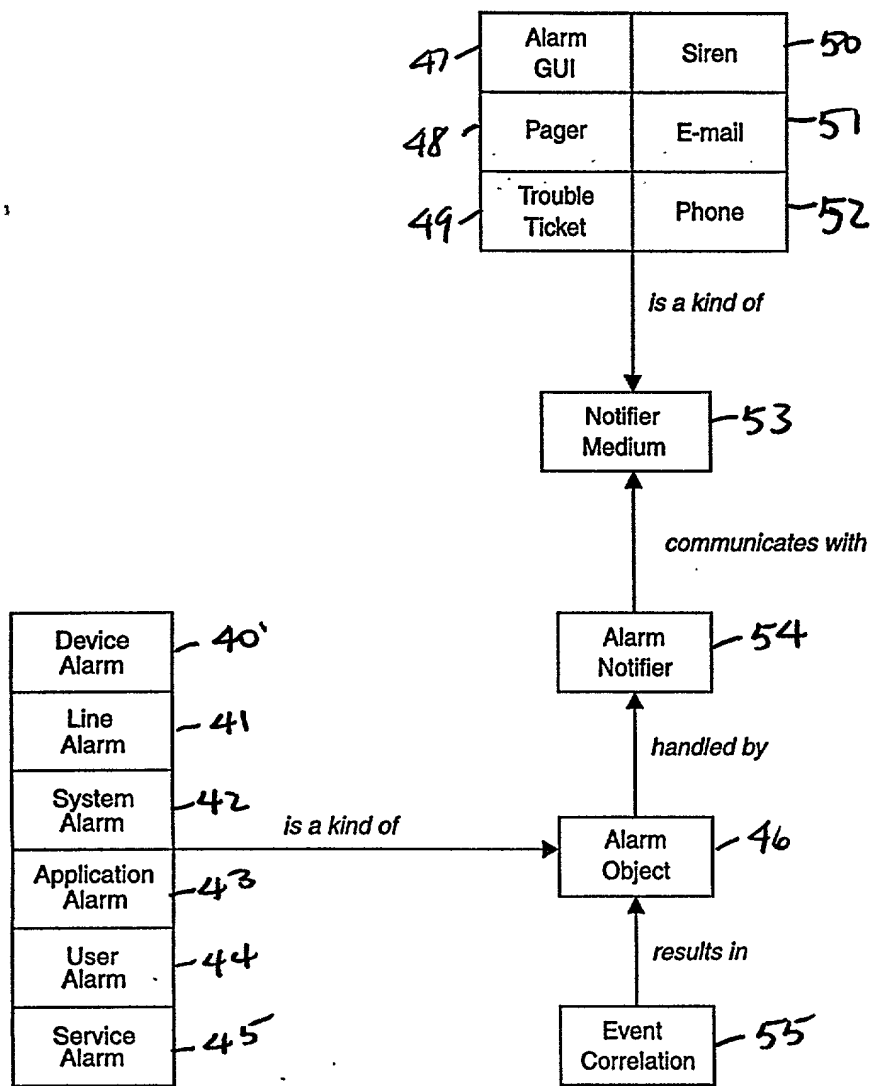 47
Alarm
GUI
Siren
50
48
Pager
E-mail
51
49
Trouble
Ticket
Phone
52
is a kind of
Notifier
Medium
53
communicates with
Device
Alarm
40
Alarm
Notifier
54
Line
Alarm
41
handled by
System
Alarm
42
is a kind of
Alarm
Object
46
Application
Alarm
43
User
Alarm
44
results in
Service
Alarm
45
Event
Correlation
55